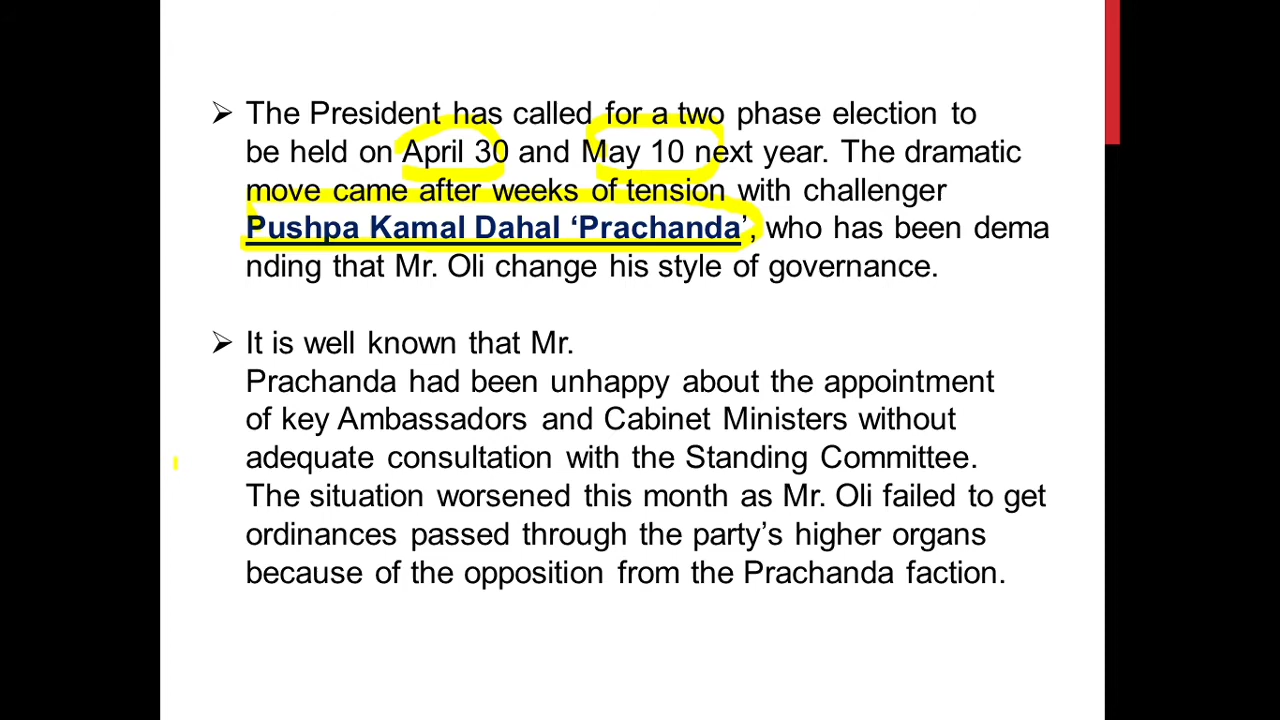 ➢ The President has called for a two phase election to
be held on April 30 and May 10 next year. The dramatic
move came after weeks of tension with challenger
Pushpa Kamal Dahal ‘Prachanda’, who has been dema
nding that Mr. Oli change his style of governance.
➢ It is well known that Mr.
Prachanda had been unhappy about the appointment
of key Ambassadors and Cabinet Ministers without
adequate consultation with the Standing Committee.
The situation worsened this month as Mr. Oli failed to get
ordinances passed through the party’s higher organs
because of the opposition from the Prachanda faction.